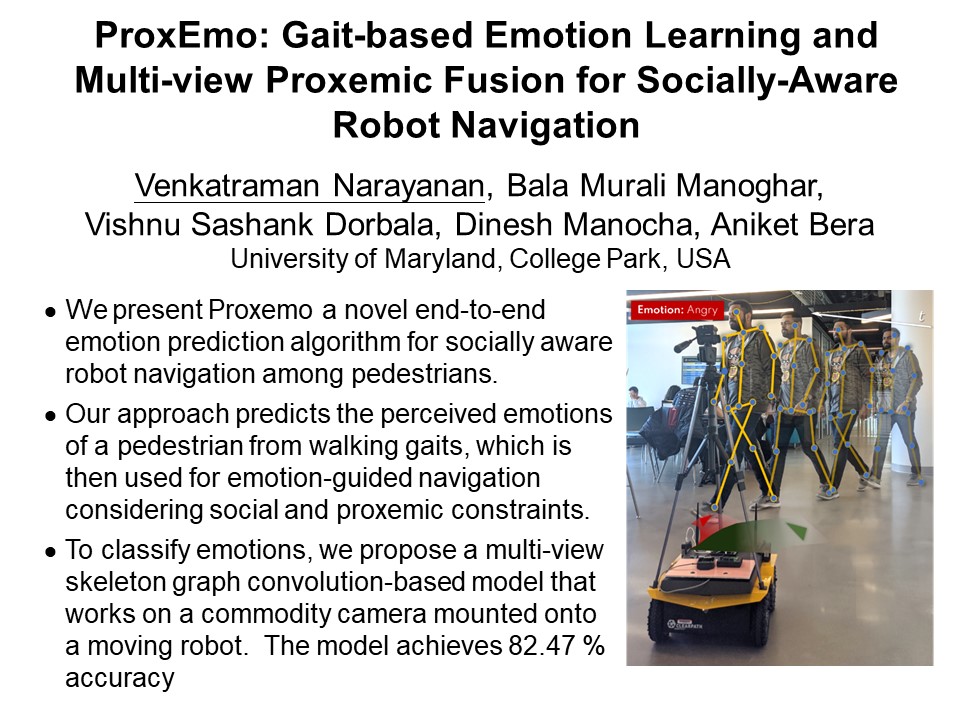 ProxEmo: Gait-based Emotion Learning and
Multi-view Proxemic Fusion for Socially-Aware
Robot Navigation
Venkatraman Narayanan, Bala Murali Manoghar,
Vishnu Sashank Dorbala, Dinesh Manocha, Aniket Bera
University of Maryland, College Park, USA
● We present Proxemo a novel end-to-end
emotion prediction algorithm for socially aware
robot navigation among pedestrians.
● Our approach predicts the perceived emotions
of a pedestrian from walking gaits, which is
then used for emotion-guided navigation
considering social and proxemic constraints.
● To classify emotions, we propose a multi-view
skeleton graph convolution-based model that
works on a commodity camera mounted onto
a moving robot. The model achieves 82.47 %
accuracy
Emotion: Angry
t
CLEARPATH